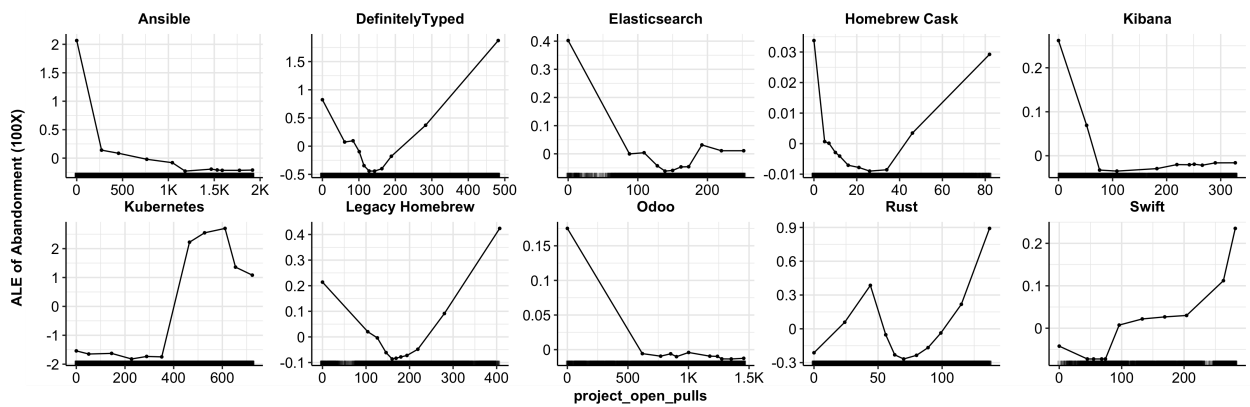 Ansible
DefinitelyTyped
Elasticsearch
Homebrew Cask
Kibana
2
1.5
1
0.5
0
0 500 1K 1.5K 2K
1.5
1
0.5
0
-0.5
0 100 200 300 400 500
0.4
0.3
0.2
0.1
0
0 100 200
0.03
0.02
0.01
0
-0.01
0 20 40 60 80
0.2
0.1
0
0 100 200 300
ALE of Abandonment (100X)
Kubernetes
Legacy Homebrew
Odoo
Rust
Swift
2
1
0
-1
-2
0 200 400 600
0.4
0.3
0.2
0.1
0
-0.1
0 100 200 300 400
0.15
0.1
0.05
0
0 500 1K 1.5K
0.9
0.6
0.3
0
-0.3
0 50 100
0.2
0.1
0
0 100 200
project_open_pulls